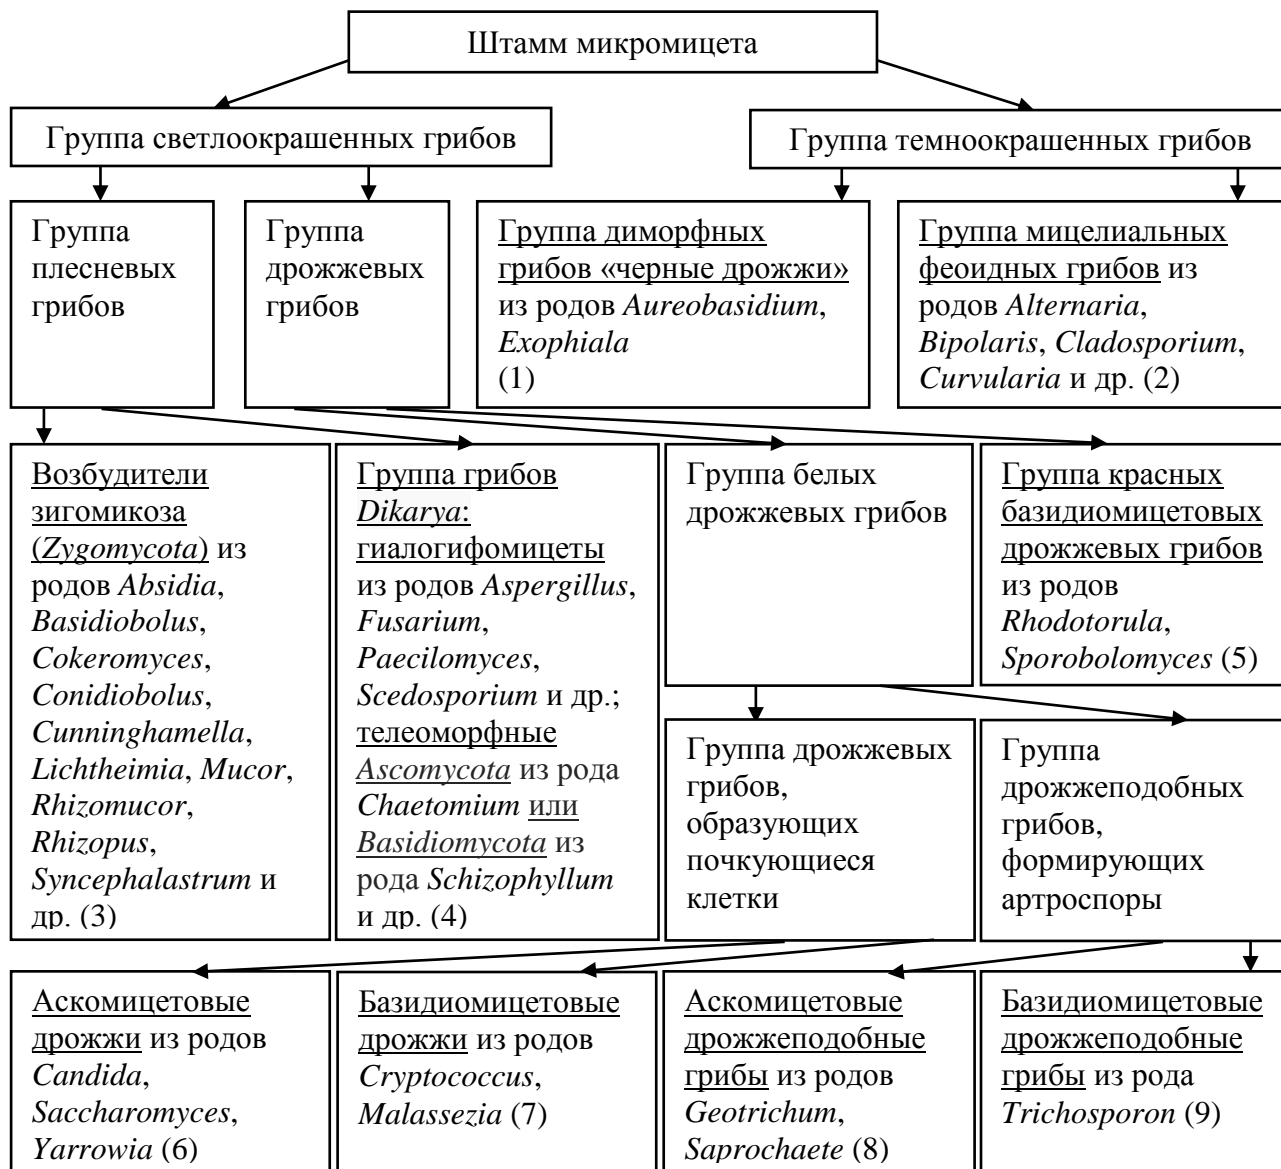 Штамм микромицета
Группа светлоокрашенных грибов
Группа темноокрашенных грибов
Группа
плесневых
грибов
Группа
дрожжевых
грибов
Группа диморфных
грибов «черные дрожжи»
из родов Aureobasidium,
Exophiala
(1)
Группа мицелиальных
феоидных грибов из
родов Alternaria,
Bipolaris, Cladosporium,
Curvularia и др. (2)
Возбудители
зигомикоза
(Zygomycota) из
родов Absidia,
Basidiobolus,
Cokeromyces,
Conidiobolus,
Cunninghamella,
Lichtheimia, Mucor,
Rhizomucor,
Rhizopus,
Syncephalastrum и
др. (3)
Группа грибов
Dikarya:
гиалогифомицеты
из родов Aspergillus,
Fusarium,
Paecilomyces,
Scedosporium и др.;
телеоморфные
Ascomycota из рода
Chaetomium или
Basidiomycota из
рода Schizophyllum
и др. (4)
Группа белых
дрожжевых грибов
Группа красных
базидиомицетовых
дрожжевых грибов
из родов
Rhodotorula,
Sporobolomyces (5)
Группа дрожжевых
грибов,
образующих
почкующиеся
клетки
Группа
дрожжеподобных
грибов,
формирующих
артроспоры
Аскомицетовые
дрожжи из родов
Candida,
Saccharomyces,
Yarrowia (6)
Базидиомицетовые
дрожжи из родов
Cryptococcus,
Malassezia (7)
Аскомицетовые
дрожжеподобные
грибы из родов
Geotrichum,
Saprochaete (8)
Базидиомицетовые
дрожжеподобные
грибы из рода
Trichosporon (9)